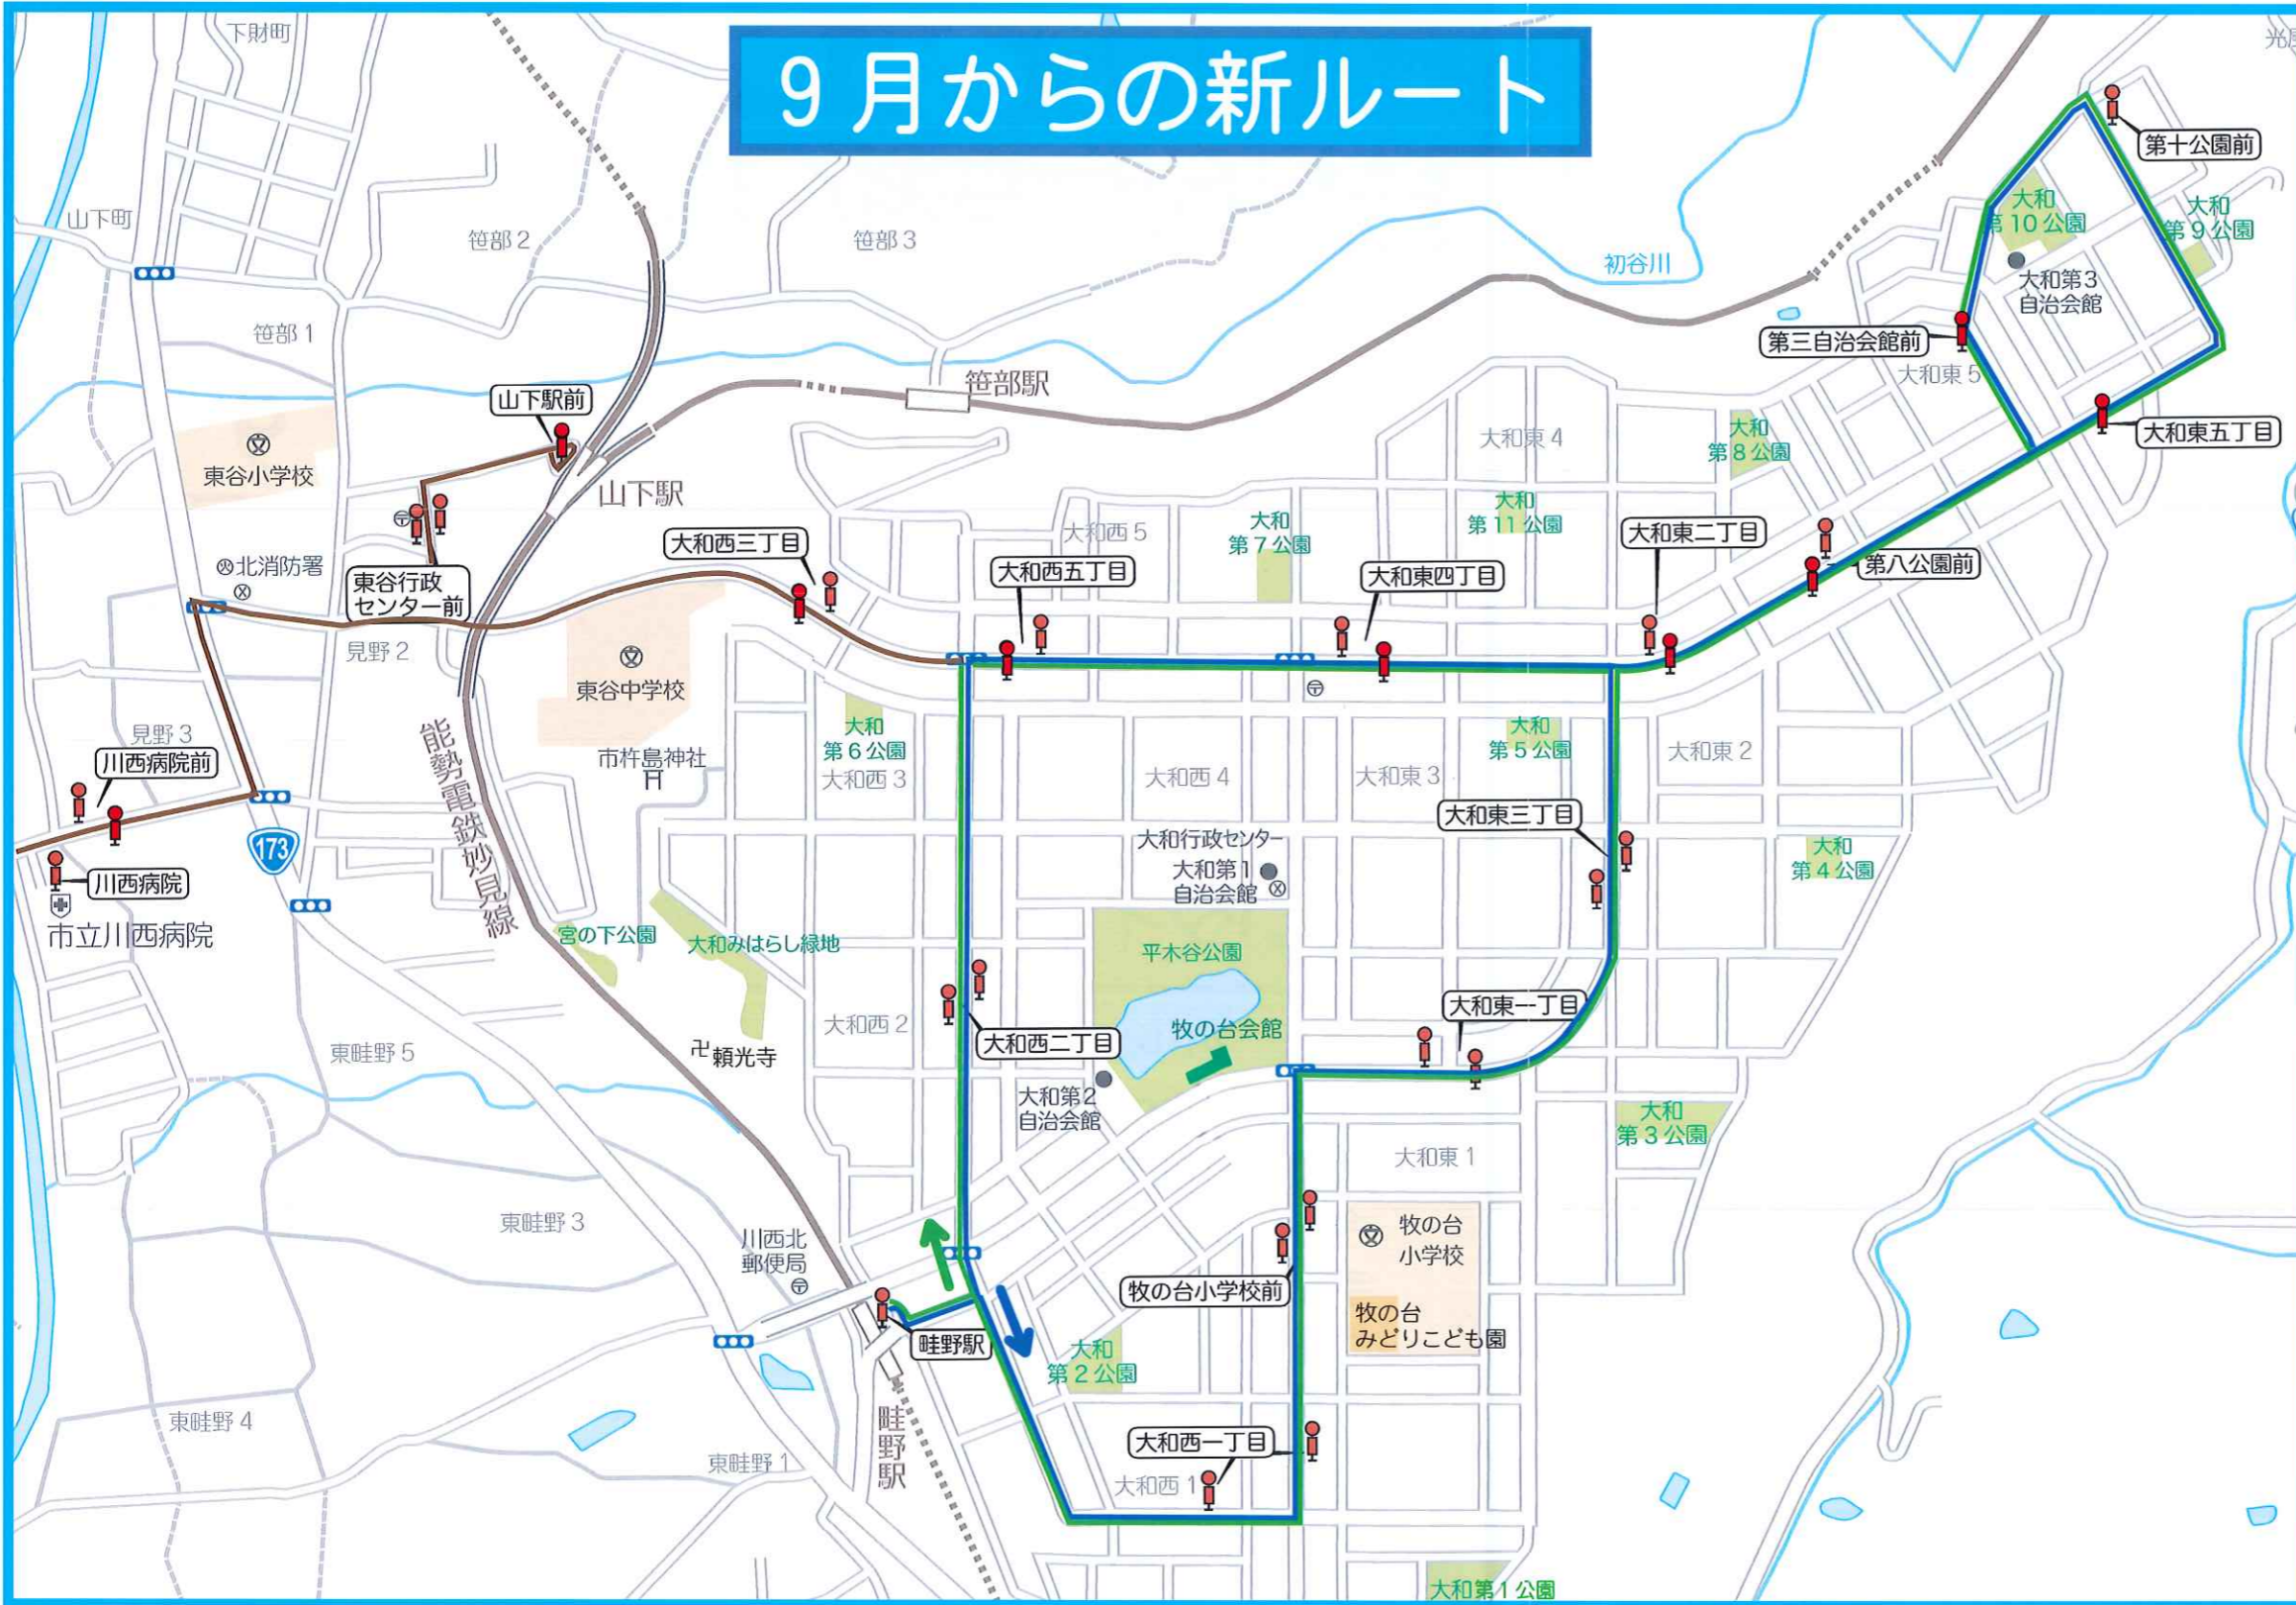 9月からの新ルート
下財町
山下町
笹部2
笹部3
初谷川
笹部1
第十公園前
大和
第10公園
大和
第9公園
大和第3
自治会館
第三自治会館前
大和東5
大和東五丁目
笹部駅
山下駅前
東谷小学校
山下駅
大和東4
大和
第8公園
大和
第11公園
大和
第7公園
大和西5
大和西三丁目
大和西五丁目
大和東四丁目
大和東二丁目
第八公園前
北消防署
東谷行政
センター前
見野2
東谷中学校
見野3
川西病院前
173
川西病院
市立川西病院
能勢電鉄妙見線
市杵島神社
大和
第6公園
大和西3
大和西4
大和東3
大和
第5公園
大和東2
大和東三丁目
大和
第4公園
大和行政センター
大和第1
自治会館
宮の下公園
大和みはらし緑地
平木谷公園
牧の台会館
大和東一丁目
大和西2
大和西二丁目
頼光寺
東畦野5
大和第2
自治会館
大和
第3公園
大和東1
東畦野3
川西北
郵便局
牧の台
小学校
牧の台小学校前
牧の台
みどりこども園
畦野駅
大和
第2公園
東畦野4
東畦野1
畦野駅
大和西一丁目
大和西1
大和第1公園